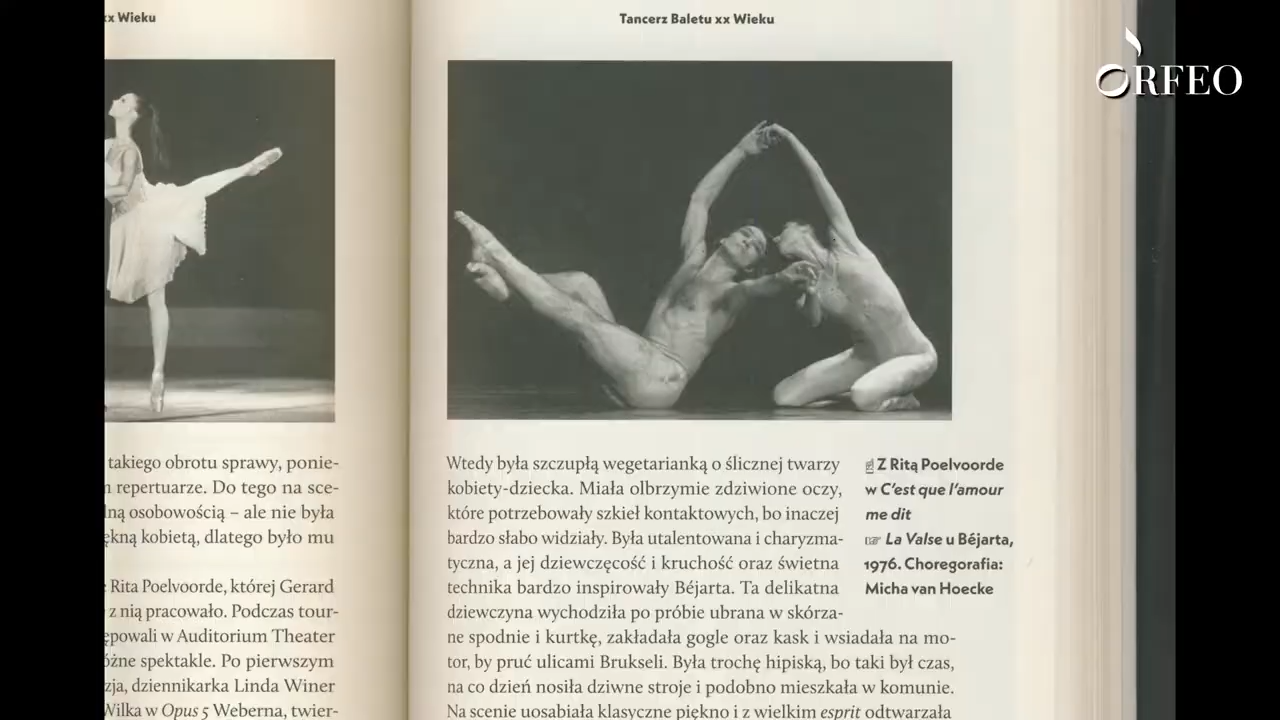 xx Wieku
Tancerz Baletu xx Wieku
ORFEO
takiego obrotu sprawy, ponie-
repertuarze. Do tego na sce-
osobowością – ale nie była
kobietą, dlatego było mu
Rita Poelvoorde, której Gerard
z nią pracowało. Podczas tour-
w Auditorium Theater
spektakle. Po pierwszym
dziennikarka Linda Winer
Wilka w Opus 5 Weberna, twier-
Wtedy była szczupłą wegetarianką o ślicznej twarzy
kobiety-dziecka. Miała olbrzymie zdziwione oczy,
które potrzebowały szkieł kontaktowych, bo inaczej
bardzo słabo widziały. Była utalentowana i charyzma-
tyczna, a jej dziewczęcość i kruchość oraz świetna
technika bardzo inspirowały Béjarta. Ta delikatna
dziewczyna wychodziła po próbie ubrana w skórza-
ne spodnie i kurtkę, zakładała gogle oraz kask i wsiadała na mo-
tor, by pruć ulicami Brukseli. Była trochę hipiską, bo taki był czas,
na co dzień nosiła dziwne stroje i podobno mieszkała w komunie.
Na scenie uosabiała klasyczne piękno i z wielkim esprit odtwarzała
☝ Z Ritą Poelvoorde
w C'est que l'amour
me dit
☞ La Valse u Béjarta,
1976. Choregorafia:
Micha van Hoecke